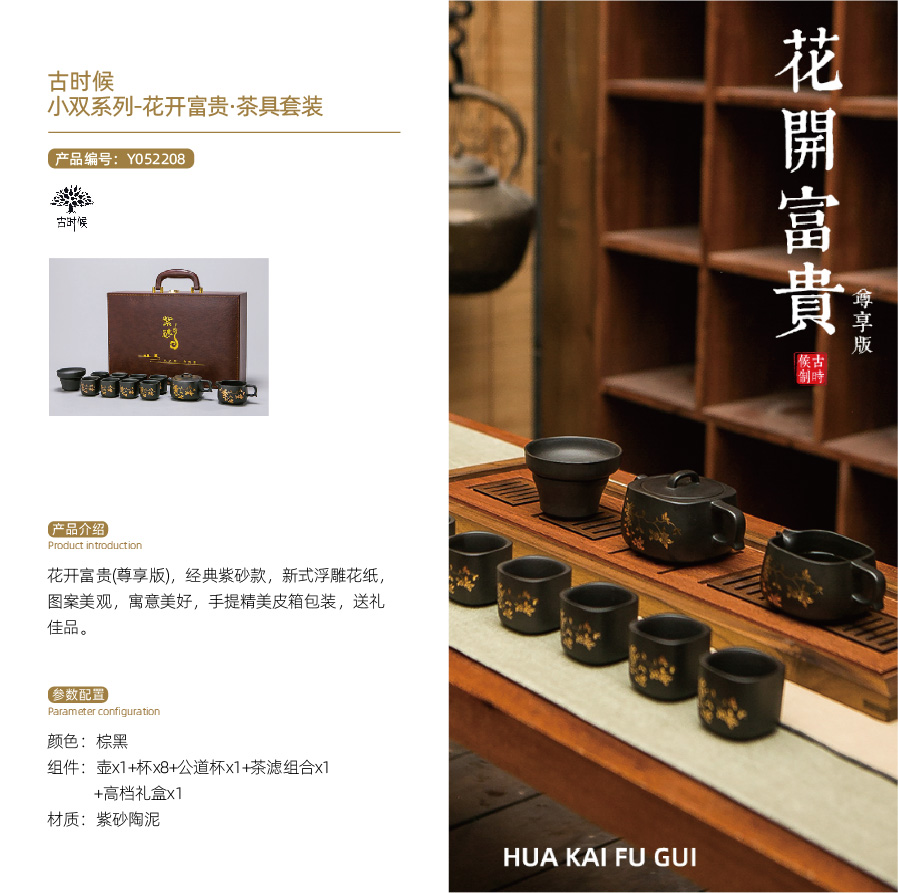 古时候
小双系列-花开富贵·茶具套装
产品编号：Y052208
古时候
紫砂
产品介绍
Product introduction
花开富贵(尊享版)，经典紫砂款，新式浮雕花纸，
图案美观，寓意美好，手提精美皮箱包装，送礼
佳品。
参数配置
Parameter configuration
颜色：棕黑
组件：壶x1+杯x8+公道杯x1+茶滤组合x1
+高档礼盒x1
材质：紫砂陶泥
花開富貴
尊享版
古時
候制
HUA KAI FU GUI